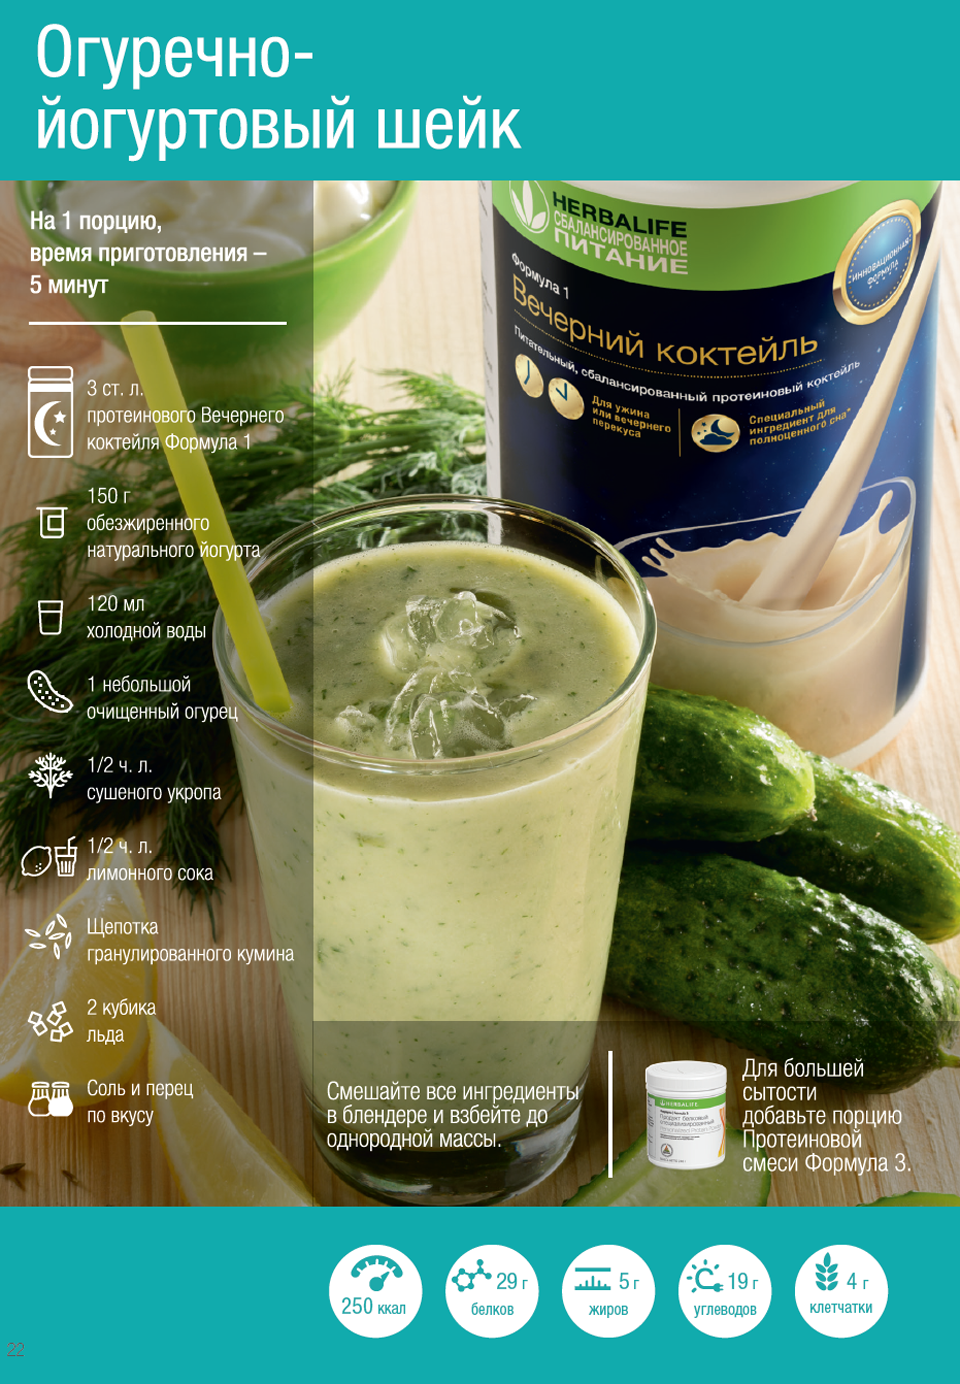 Огуречно-
йогуртовый шейк
На 1 порцию,
время приготовления –
5 минут
3 ст. л.
протеинового Вечернего
коктейля Формула 1
150 г
обезжиренного
натурального йогурта
120 мл
холодной воды
1 небольшой
очищенный огурец
1/2 ч. л.
сушеного укропа
1/2 ч. л.
лимонного сока
Щепотка
гранулированного кумина
2 кубика
льда
Соль и перец
по вкусу
HERBALIFE
СБАЛАНСИРОВАННОЕ
ПИТАНИЕ
ИННОВАЦИОННАЯ
ФОРМУЛА
Формула 1
Вечерний коктейль
Питательный, сбалансированный протеиновый коктейль
Для ужина
или вечернего
перекуса
Специальный
ингредиент для
полноценного сна*
Смешайте все ингредиенты
в блендере и взбейте до
однородной массы.
HERBALIFE
Для большей
сытости
добавьте порцию
Протеиновой
смеси Формула 3.
250 ккал
29 г
белков
5 г
жиров
19 г
углеводов
4 г
клетчатки
22